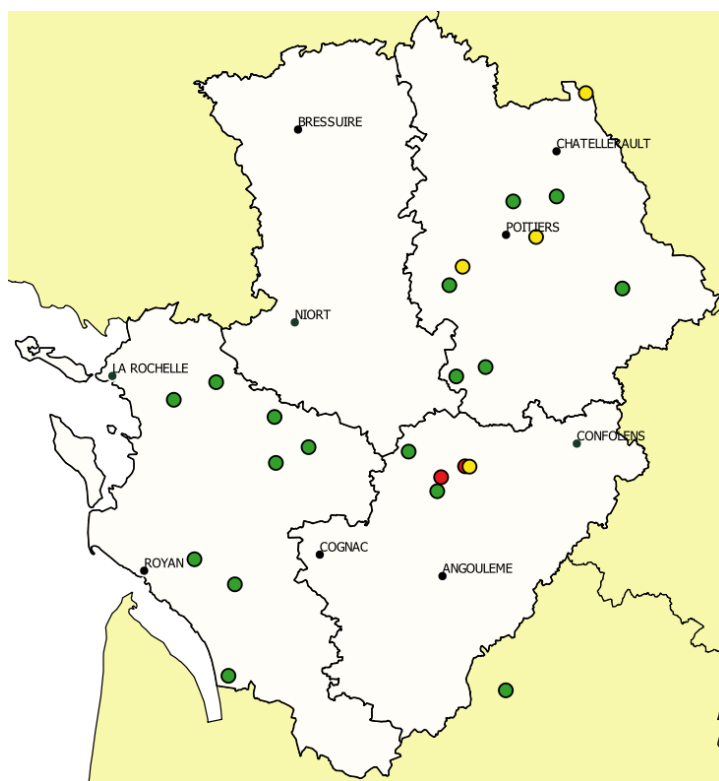 BRESSUIRE
CHATELLERAULT
POITIERS
NIORT
LA ROCHELLE
CONFOLENS
COGNAC
ROYAN
ANGOULEME